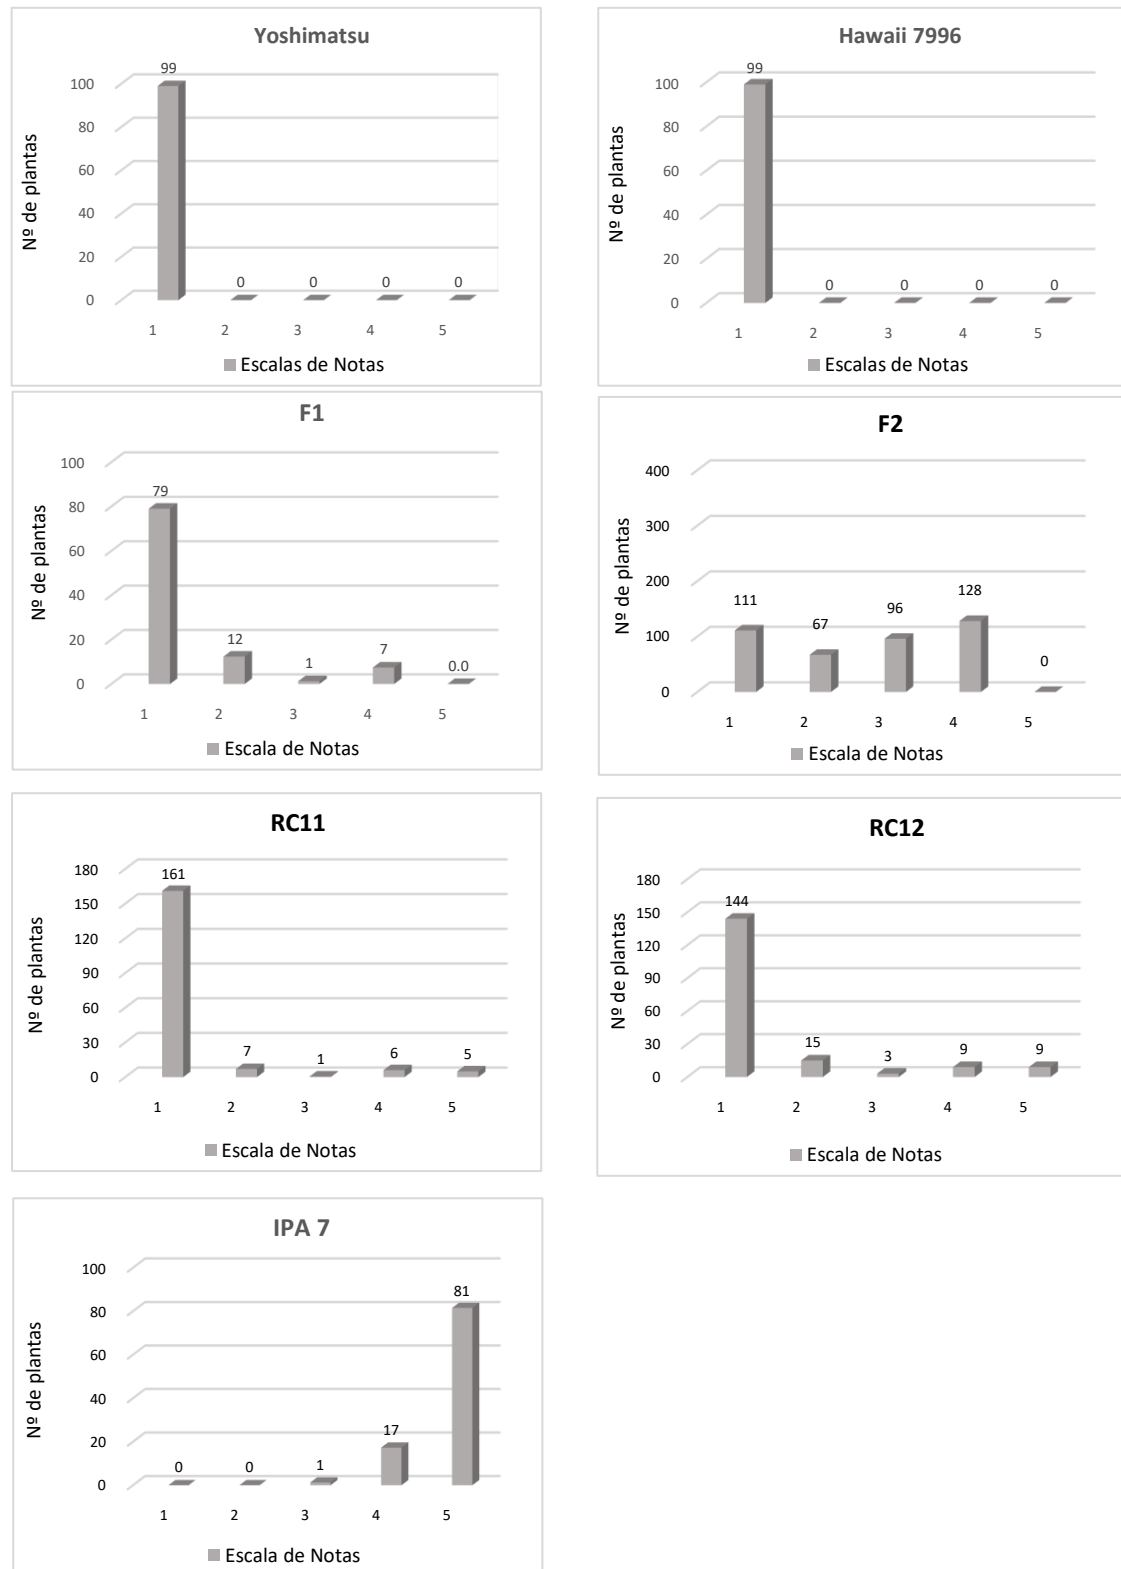 Yoshimatsu
Nº de plantas
100
80
60
40
20
0
99
0
0
0
0
1 2 3 4 5
Escalas de Notas
Hawaii 7996
Nº de plantas
100
80
60
40
20
0
99
0
0
0
0
1 2 3 4 5
Escalas de Notas
F1
Nº de plantas
100
80
60
40
20
0
79
12
1
7
0.0
1 2 3 4 5
Escala de Notas
F2
Nº de plantas
400
300
200
100
0
111
67
96
128
0
1 2 3 4 5
Escala de Notas
RC11
Nº de plantas
180
150
120
90
60
30
0
161
7
1
6
5
1 2 3 4 5
Escala de Notas
RC12
Nº de plantas
180
150
120
90
60
30
0
144
15
3
9
9
1 2 3 4 5
Escala de Notas
IPA 7
Nº de plantas
100
80
60
40
20
0
0
0
1
17
81
1 2 3 4 5
Escala de Notas